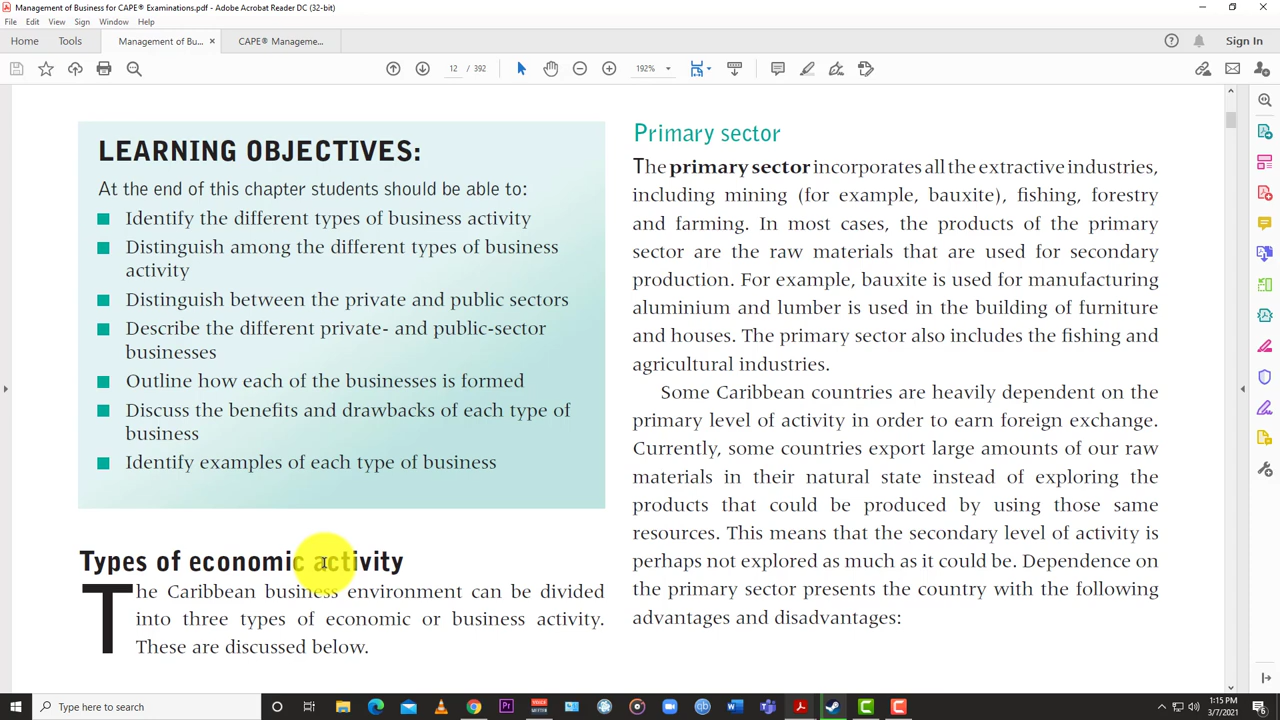 Management of Business for CAPE® Examinations.pdf - Adobe Acrobat Reader DC (32-bit)
File Edit View Sign Window Help
Home Tools Management of Bu... × CAPE® Manageme... Sign In
12 / 392 192%
LEARNING OBJECTIVES:
At the end of this chapter students should be able to:
Identify the different types of business activity
Distinguish among the different types of business
activity
Distinguish between the private and public sectors
Describe the different private- and public-sector
businesses
Outline how each of the businesses is formed
Discuss the benefits and drawbacks of each type of
business
Identify examples of each type of business
Types of economic activity
The Caribbean business environment can be divided
into three types of economic or business activity.
These are discussed below.
Primary sector
The primary sector incorporates all the extractive industries,
including mining (for example, bauxite), fishing, forestry
and farming. In most cases, the products of the primary
sector are the raw materials that are used for secondary
production. For example, bauxite is used for manufacturing
aluminium and lumber is used in the building of furniture
and houses. The primary sector also includes the fishing and
agricultural industries.
Some Caribbean countries are heavily dependent on the
primary level of activity in order to earn foreign exchange.
Currently, some countries export large amounts of our raw
materials in their natural state instead of exploring the
products that could be produced by using those same
resources. This means that the secondary level of activity is
perhaps not explored as much as it could be. Dependence on
the primary sector presents the country with the following
advantages and disadvantages:
Type here to search
1:15 PM
3/7/2021